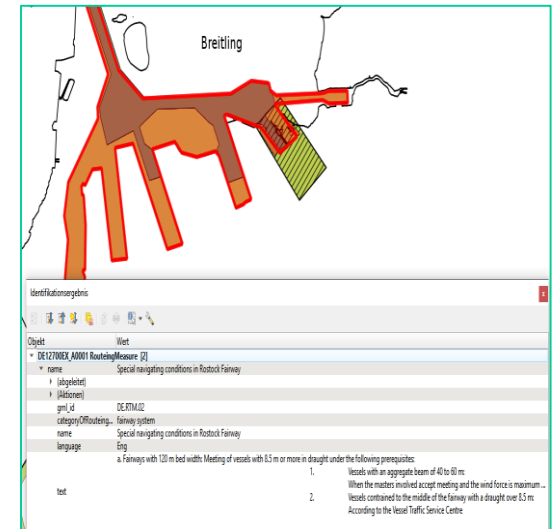 Breitling
Identifikationsergebnis
x
Objekt Wert
DE12700EX_A0001 RouteingMeasure [2]
name Special navigating conditions in Rostock Fairway
(abgeleitet)
(Aktionen)
gml_id DE.RTM.02
categoryOfRouteing... fairway system
name Special navigating conditions in Rostock Fairway
language Eng
a. Fairways with 120 m bed width: Meeting of vessels with 8.5 m or more in draught under the following prerequisites:
1. Vessels with an aggregate beam of 40 to 60 m:
When the masters involved accept meeting and the wind force is maximum ...
text 2. Vessels contrained to the middle of the fairway with a draught over 8.5 m:
According to the Vessel Traffic Service Centre